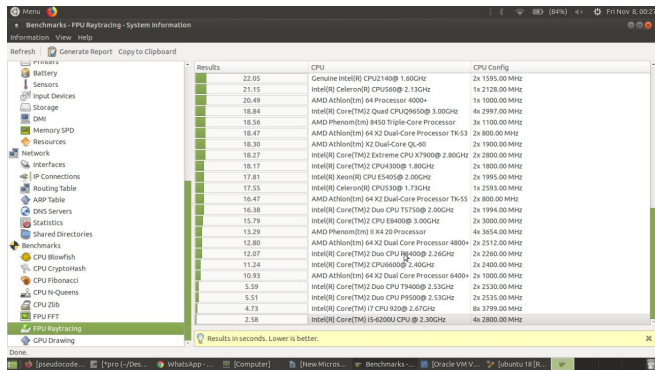 Menu
(84%) Fri Nov 8, 00:27
Benchmarks - FPU Raytracing - System Information
Information View Help
Refresh Generate Report Copy to Clipboard
Printers
Battery
Sensors
Input Devices
Storage
DMI
Memory SPD
Resources
Network
Interfaces
IP Connections
Routing Table
ARP Table
DNS Servers
Statistics
Shared Directories
Benchmarks
CPU Blowfish
CPU CryptoHash
CPU Fibonacci
CPU N-Queens
CPU Zlib
FPU FFT
FPU Raytracing
GPU Drawing
Results CPU CPU Config
22.05 Genuine Intel(R) CPU2140@ 1.60GHz 2x 1595.00 MHz
21.15 Intel(R) Celeron(R) CPU560@ 2.13GHz 1x 2128.00 MHz
20.49 AMD Athlon(tm) 64 Processor 4000+ 1x 1000.00 MHz
18.84 Intel(R) Core(TM)2 Quad CPUQ9650@ 3.00GHz 4x 2997.00 MHz
18.56 AMD Phenom(tm) 8450 Triple-Core Processor 3x 1100.00 MHz
18.47 AMD Athlon(tm) 64 X2 Dual-Core Processor TK-53 2x 800.00 MHz
18.30 AMD Athlon(tm) X2 Dual-Core QL-60 2x 1900.00 MHz
18.27 Intel(R) Core(TM)2 Extreme CPU X7900@ 2.80GHz 2x 2800.00 MHz
18.17 Intel(R) Core(TM)2 CPU4300@ 1.80GHz 2x 1800.00 MHz
17.81 Intel(R) Xeon(R) CPU E5405@ 2.00GHz 2x 1995.00 MHz
17.55 Intel(R) Celeron(R) CPU530@ 1.73GHz 1x 2593.00 MHz
16.47 AMD Athlon(tm) 64 X2 Dual-Core Processor TK-55 2x 800.00 MHz
16.38 Intel(R) Core(TM)2 Duo CPU T5750@ 2.00GHz 2x 1994.00 MHz
15.79 Intel(R) Core(TM)2 CPU E8400@ 3.00GHz 2x 3000.00 MHz
13.29 AMD Phenom(tm) II X4 20 Processor 4x 3654.00 MHz
12.80 AMD Athlon(tm) 64 X2 Dual Core Processor 4800+ 2x 2512.00 MHz
12.07 Intel(R) Core(TM)2 Duo CPU P8400@ 2.26GHz 2x 2260.00 MHz
11.24 Intel(R) Core(TM)2 CPU6600@ 2.40GHz 2x 2400.00 MHz
10.93 AMD Athlon(tm) 64 X2 Dual Core Processor 6400+ 2x 1000.00 MHz
5.59 Intel(R) Core(TM)2 Duo CPU T9400@ 2.53GHz 2x 2530.00 MHz
5.51 Intel(R) Core(TM)2 Duo CPU P9500@ 2.53GHz 2x 2535.00 MHz
4.73 Intel(R) Core(TM) i7 CPU 920@ 2.67GHz 8x 3799.00 MHz
2.58 Intel(R) Core(TM) i5-6200U CPU @ 2.30GHz 4x 2800.00 MHz
Results in seconds. Lower is better.
Done.
[pseudocode... [*pro (~/Des... WhatsApp -... [Computer] [New Micros... Benchmarks-... [Oracle VM V... [ubuntu 18 [R...